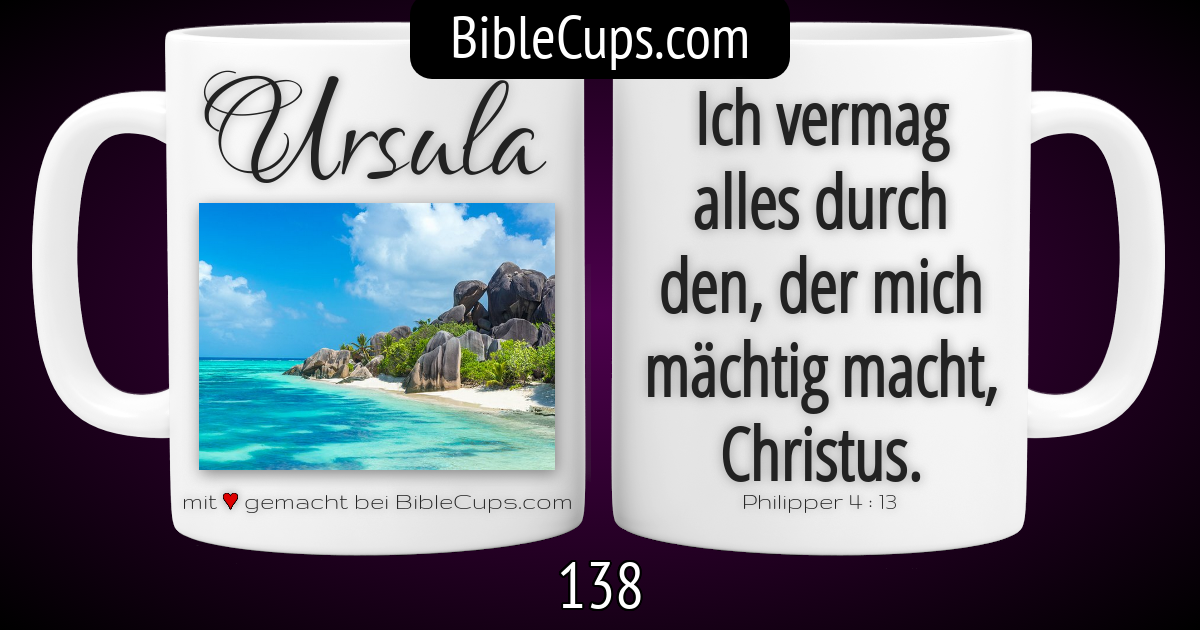 BibleCups.com
Ursula
mit ♥ gemacht bei BibleCups.com
Ich vermag
alles durch
den, der mich
mächtig macht,
Christus.
Philipper 4 : 13
138